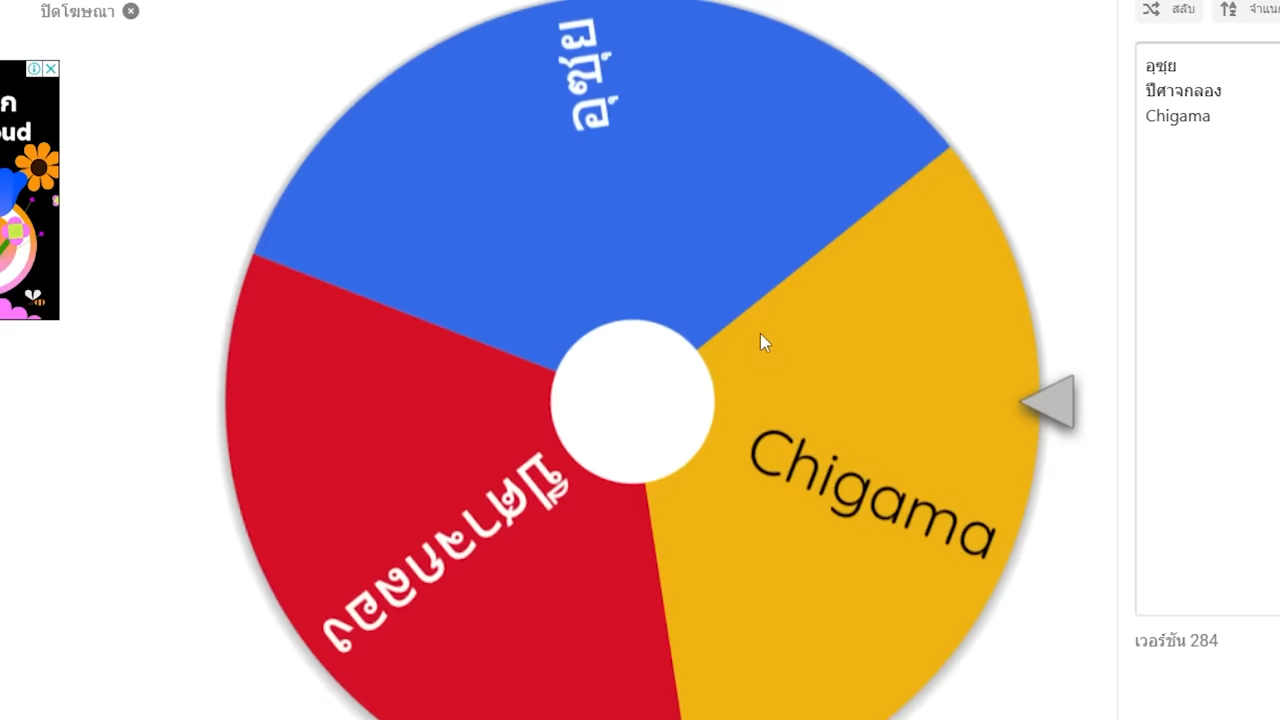 ปิดโฆษณา
สลับ
ก
oud
อุซุย
ปีศาจกลอง
Chigama
อุซุย
ปีศาจกลอง
Chigama
เวอร์ชัน 284